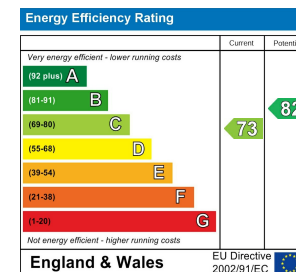 Energy Efficiency Rating
Current
Very energy efficient - lower running costs
(92 plus) A
(81-91) B
82
(69-80) C
73
(55-68) D
(39-54) E
(21-38) F
(1-20) G
Not energy efficient - higher running costs
England & Wales
EU Directive
2002/91/EC